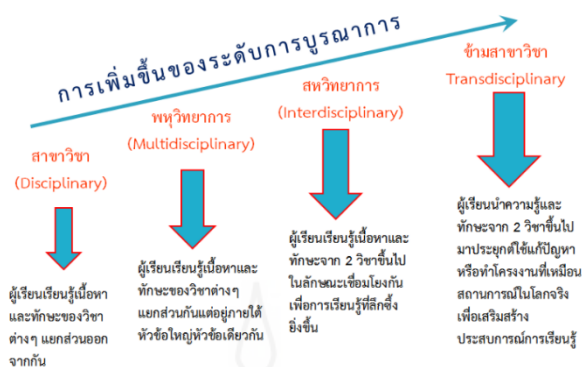 การเพิ่มขึ้นของระดับการบูรณาการ
สาขาวิชา
(Disciplinary)
ผู้เรียนเรียนรู้เนื้อหา
และทักษะของวิชา
ต่างๆ แยกส่วนออก
จากกัน
พหุวิทยาการ
(Multidisciplinary)
ผู้เรียนเรียนรู้เนื้อหาและ
ทักษะของวิชาต่างๆ
แยกส่วนกันแต่อยู่ภายใต้
หัวข้อใหญ่หัวข้อเดียวกัน
สหวิทยาการ
(Interdisciplinary)
ผู้เรียนเรียนรู้เนื้อหาและ
ทักษะจาก 2 วิชาขึ้นไป
ในลักษณะเชื่อมโยงกัน
เพื่อการเรียนรู้ที่ลึกซึ้ง
ยิ่งขึ้น
ข้ามสาขาวิชา
Transdisciplinary
ผู้เรียนนำความรู้และ
ทักษะจาก 2 วิชาขึ้นไป
มาประยุกต์ใช้แก้ปัญหา
หรือทำโครงงานที่เหมือน
สถานการณ์ในโลกจริง
เพื่อเสริมสร้าง
ประสบการณ์การเรียนรู้